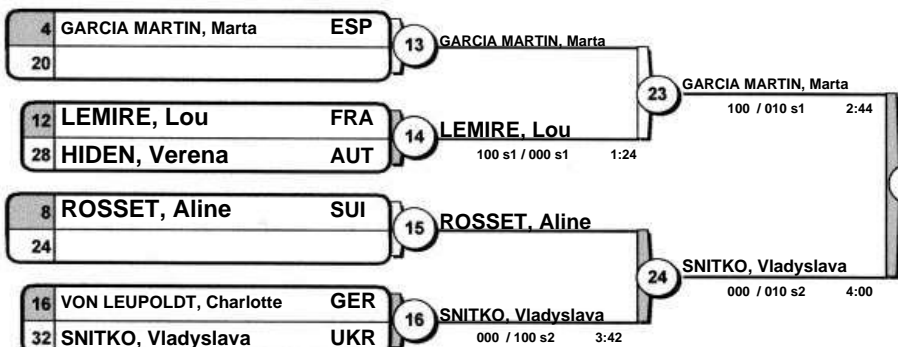 4 GARCIA MARTIN, Marta ESP
20
13 GARCIA MARTIN, Marta
12 LEMIRE, Lou FRA
28 HIDEN, Verena AUT
14 LEMIRE, Lou
100 s1 / 000 s1 1:24
23 GARCIA MARTIN, Marta
100 / 010 s1 2:44
8 ROSSET, Aline SUI
24
15 ROSSET, Aline
16 VON LEUPOLDT, Charlotte GER
32 SNITKO, Vladyslava UKR
16 SNITKO, Vladyslava
000 / 100 s2 3:42
24 SNITKO, Vladyslava
000 / 010 s2 4:00